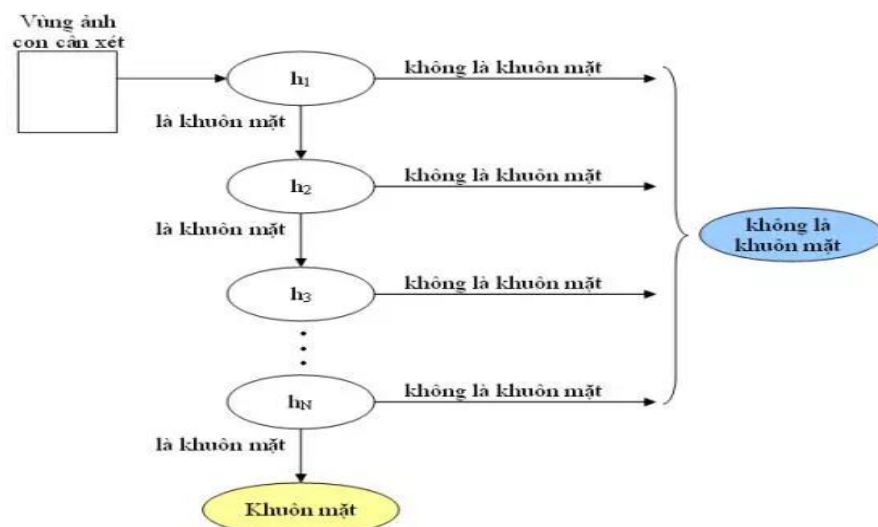 Vùng ảnh
con cần xét
h₁
không là khuôn mặt
là khuôn mặt
h₂
không là khuôn mặt
là khuôn mặt
không là
khuôn mặt
h₃
không là khuôn mặt
h_N
không là khuôn mặt
là khuôn mặt
Khuôn mặt